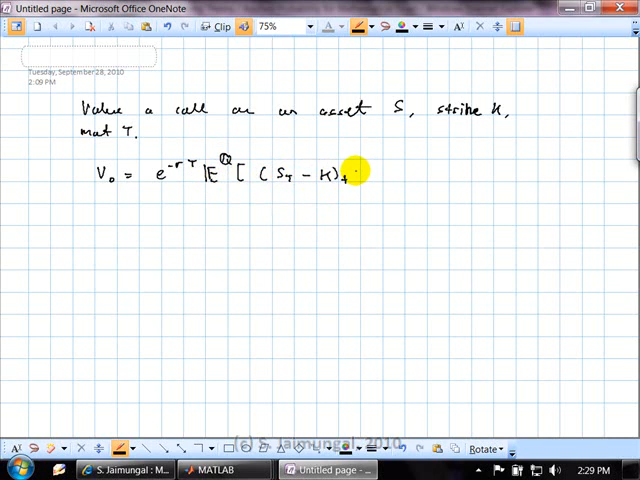 Untitled page - Microsoft Office OneNote
75%
Clip
Tuesday, September 28, 2010
2:09 PM
Value a call on an asset S, strike K,
mat T.
V₀ = e^{-rT} 𝔼^ℚ [ (S_T - K)₊
(c) S. Jaimungal, 2010
Rotate
S. Jaimungal : M...
MATLAB
Untitled page - ...
2:29 PM